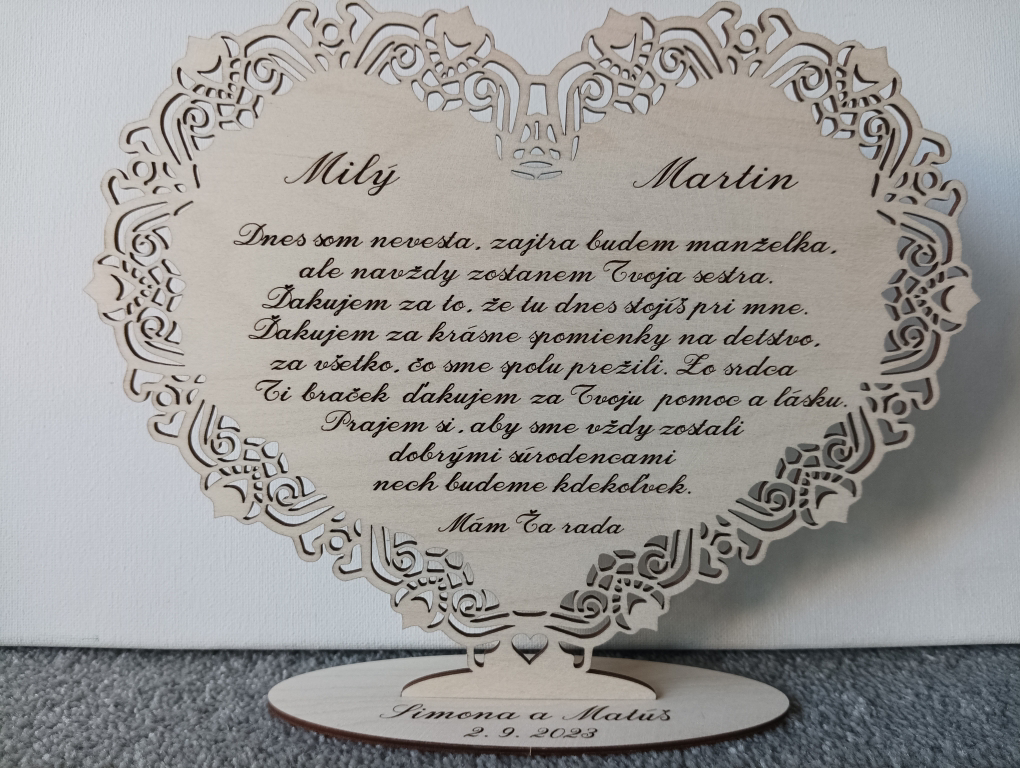 Milý Martin
Dnes som nevesta, zajtra budem manželka,
ale navždy zostanem Tvoja sestra.
Ďakujem za to, že tu dnes stojíš pri mne.
Ďakujem za krásne spomienky na detstvo,
za všetko, čo sme spolu prežili. Zo srdca
Ti braček ďakujem za Tvoju pomoc a lásku.
Prajem si, aby sme vždy zostali
dobrými súrodencami
nech budeme kdekoľvek.
Mám Ťa rada
Simona a Matúš
2. 9. 2023